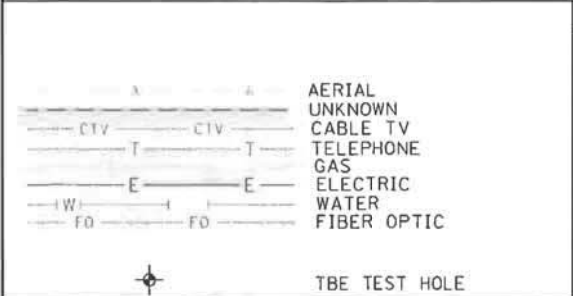 A A AERIAL
UNKNOWN
CTV CTV CABLE TV
T T TELEPHONE
GAS
E E ELECTRIC
W WATER
FO FO FIBER OPTIC
TBE TEST HOLE